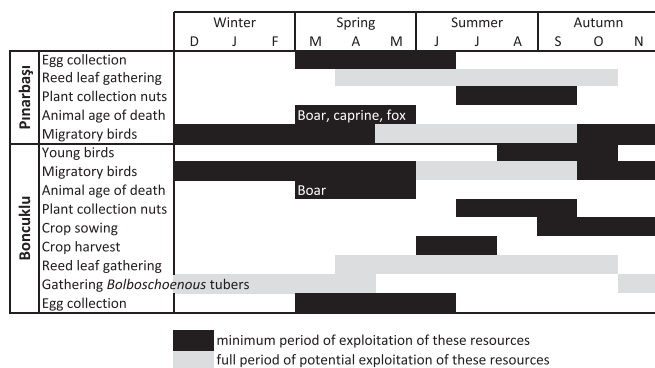 Winter Spring Summer Autumn
D J F M A M J J A S O N
Pınarbaşı
Egg collection
Reed leaf gathering
Plant collection nuts
Animal age of death Boar, caprine, fox
Migratory birds
Boncuklu
Young birds
Migratory birds
Animal age of death Boar
Plant collection nuts
Crop sowing
Crop harvest
Reed leaf gathering
Gathering Bolboschoenous tubers
Egg collection
minimum period of exploitation of these resources
full period of potential exploitation of these resources